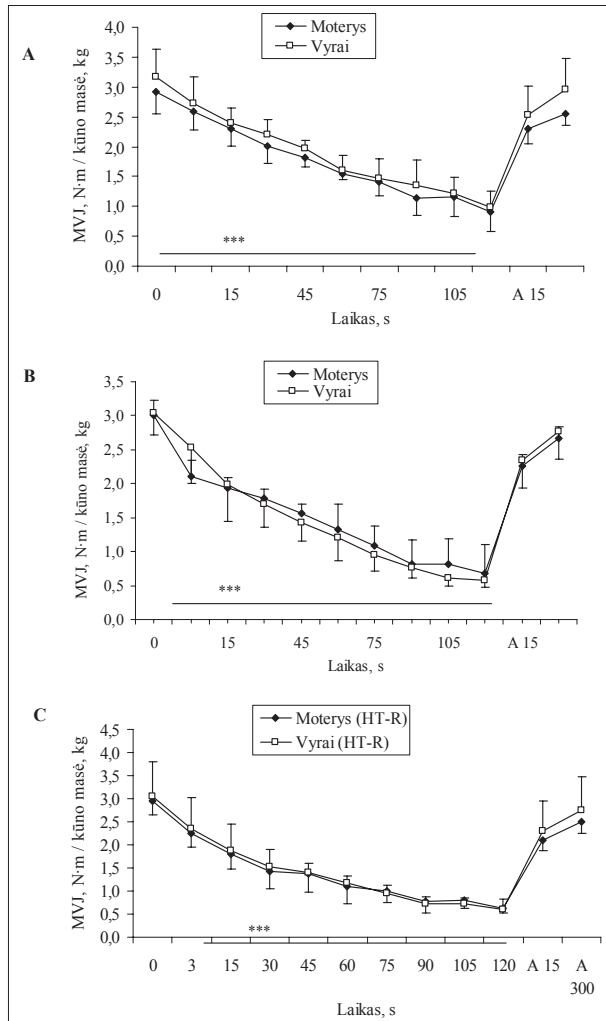 A
MVJ, N·m / kūno masė, kg
4,0
3,5
3,0
2,5
2,0
1,5
1,0
0,5
0,0
Moterys
Vyrai
***
0 15 45 75 105 A 15
Laikas, s
B
MVJ, N·m / kūno masė, kg
3,5
3,0
2,5
2,0
1,5
1,0
0,5
0,0
Moterys
Vyrai
***
0 15 45 75 105 A 15
Laikas, s
C
MVJ, N·m / kūno masė, kg
4,5
4,0
3,5
3,0
2,5
2,0
1,5
1,0
0,5
0,0
Moterys (HT-R)
Vyrai (HT-R)
***
0 3 15 30 45 60 75 90 105 120 A 15 A
300
Laikas, s